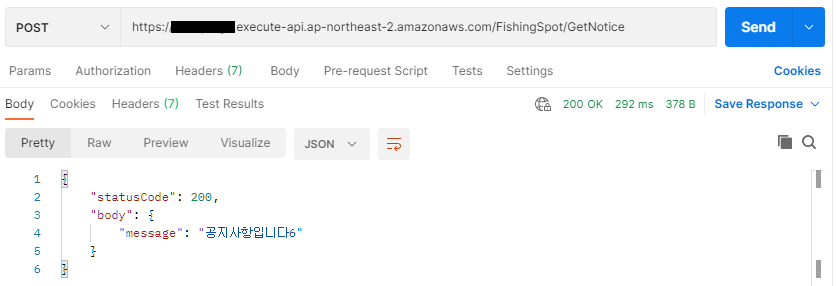 POST https:// execute-api.ap-northeast-2.amazonaws.com/FishingSpot/GetNotice Send
Params Authorization Headers (7) Body Pre-request Script Tests Settings Cookies
Body Cookies Headers (7) Test Results 200 OK 292 ms 378 B Save Response
Pretty Raw Preview Visualize JSON
1 {
2 "statusCode": 200,
3 "body": {
4 "message": "공지사항입니다6"
5 }
6 }